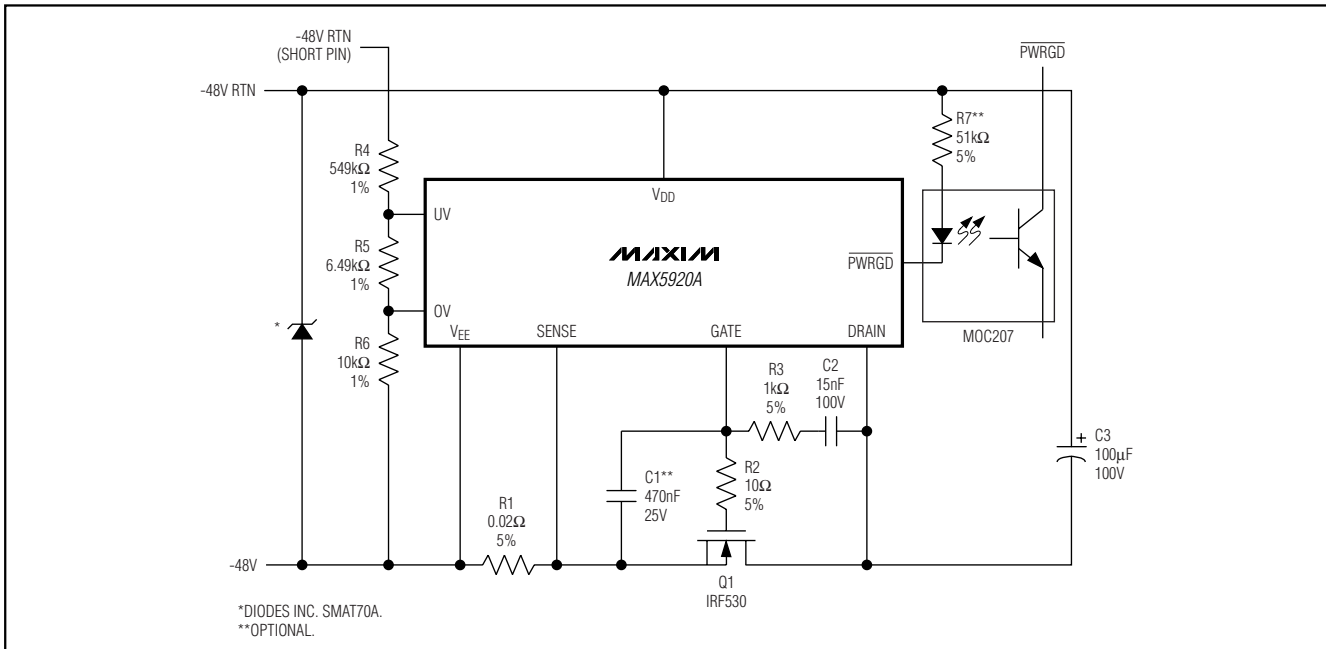 -48V RTN
(SHORT PIN)
PWRGD
-48V RTN
R7**
51kΩ
5%
R4
549kΩ
1%
VDD
UV
R5
6.49kΩ
1%
MAXIM
MAX5920A
PWRGD
OV
*
VEE
SENSE
GATE
DRAIN
MOC207
R6
10kΩ
1%
R3
1kΩ
5%
C2
15nF
100V
+
C3
100µF
100V
C1**
470nF
25V
R2
10Ω
5%
R1
0.02Ω
5%
-48V
Q1
IRF530
*DIODES INC. SMAT70A.
**OPTIONAL.